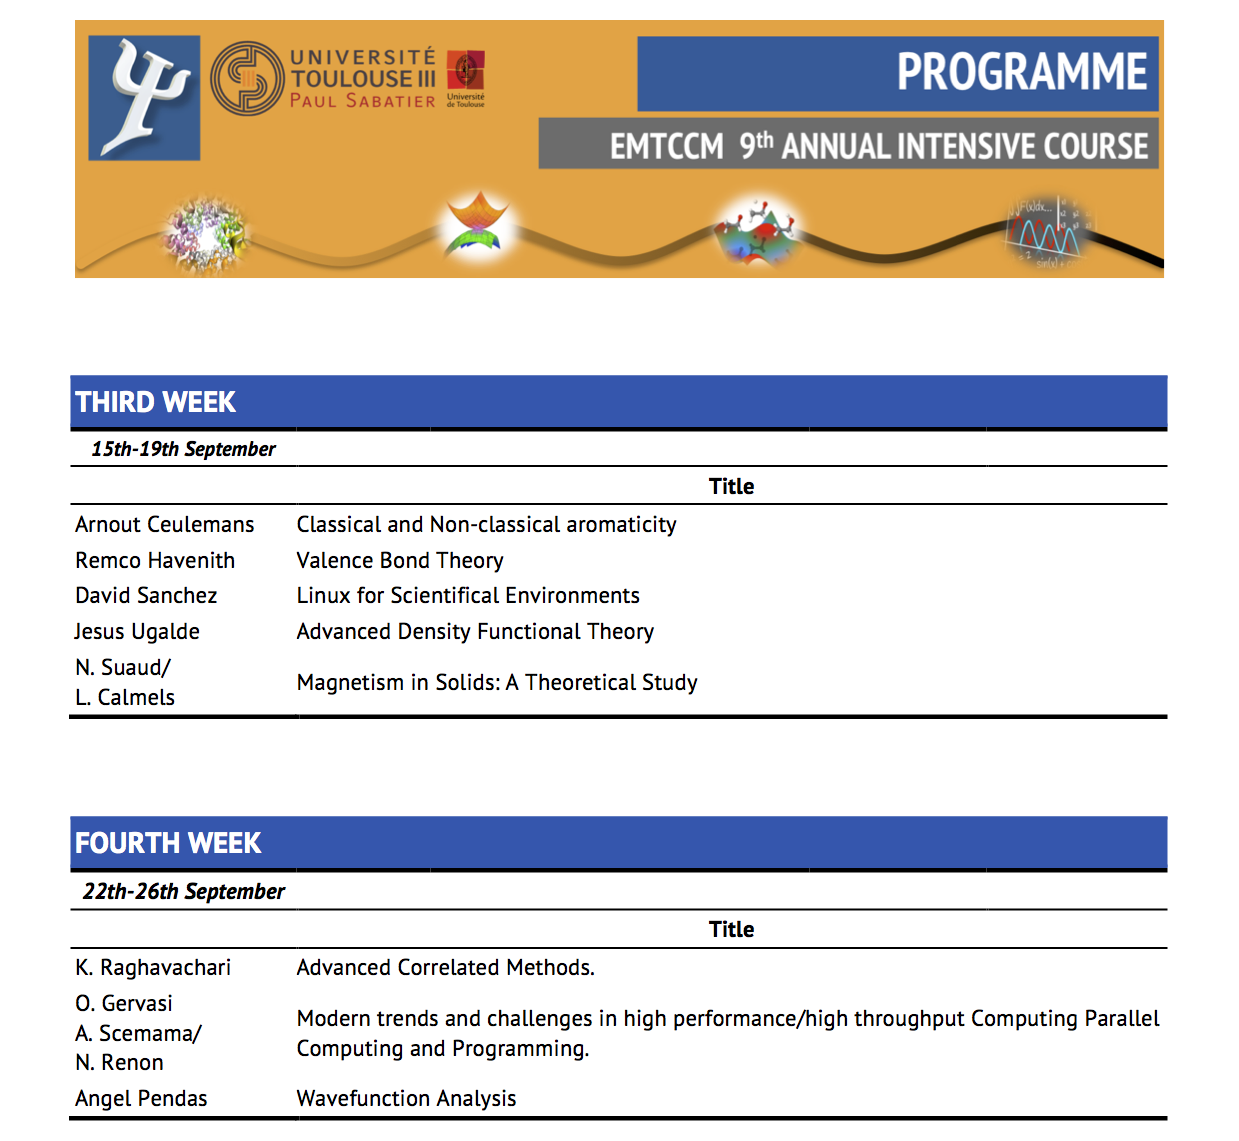 UNIVERSITÉ
TOULOUSE III
PAUL SABATIER
Université
de Toulouse
PROGRAMME
EMTCCM 9th ANNUAL INTENSIVE COURSE
THIRD WEEK
15th-19th September
Title
Arnout Ceulemans Classical and Non-classical aromaticity
Remco Havenith Valence Bond Theory
David Sanchez Linux for Scientifical Environments
Jesus Ugalde Advanced Density Functional Theory
N. Suaud/
L. Calmels
Magnetism in Solids: A Theoretical Study
FOURTH WEEK
22th-26th September
Title
K. Raghavachari Advanced Correlated Methods.
O. Gervasi
A. Scemama/
N. Renon
Modern trends and challenges in high performance/high throughput Computing Parallel
Computing and Programming.
Angel Pendas Wavefunction Analysis